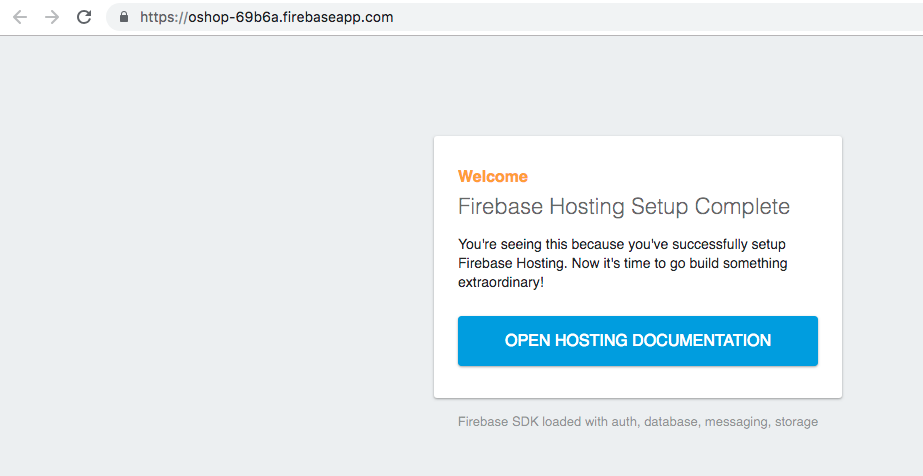 https://oshop-69b6a.firebaseapp.com
Welcome
Firebase Hosting Setup Complete
You're seeing this because you've successfully setup
Firebase Hosting. Now it's time to go build something
extraordinary!
OPEN HOSTING DOCUMENTATION
Firebase SDK loaded with auth, database, messaging, storage